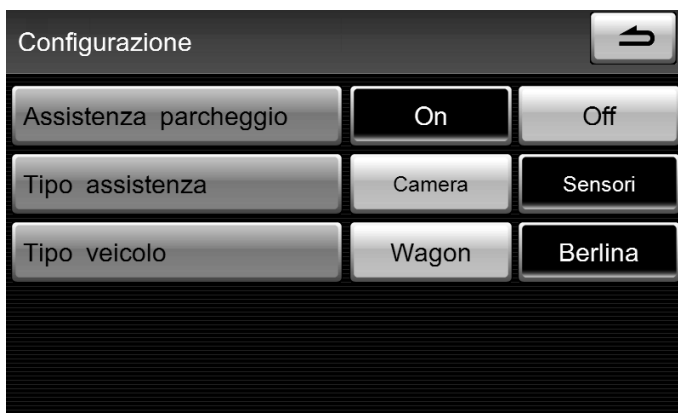 Configurazione
Assistenza parcheggio On Off
Tipo assistenza Camera Sensori
Tipo veicolo Wagon Berlina